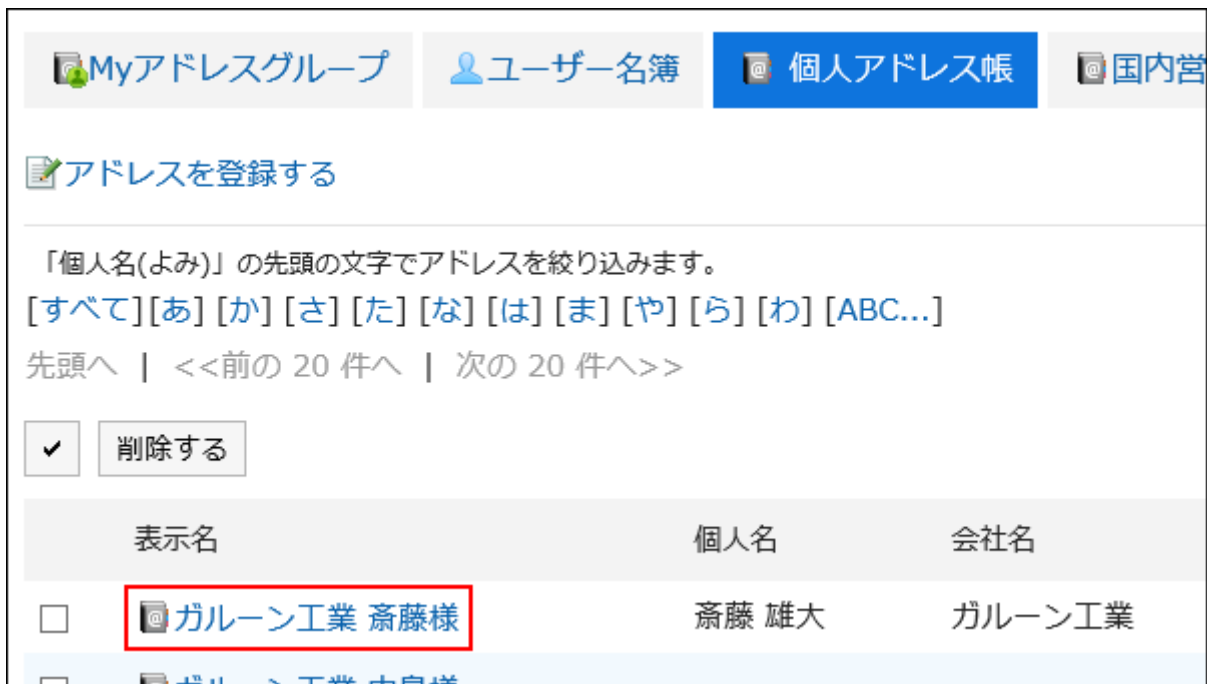 Myアドレスグループ ユーザー名簿 個人アドレス帳 国内営
アドレスを登録する
「個人名(よみ)」の先頭の文字でアドレスを絞り込みます。
[すべて][あ] [か] [さ] [た] [な] [は] [ま] [や] [ら] [わ] [ABC...]
先頭へ | <<前の 20 件へ | 次の 20 件へ>>
削除する
表示名 個人名 会社名
ガルーン工業 斎藤様 斎藤 雄大 ガルーン工業
ガルーン工業